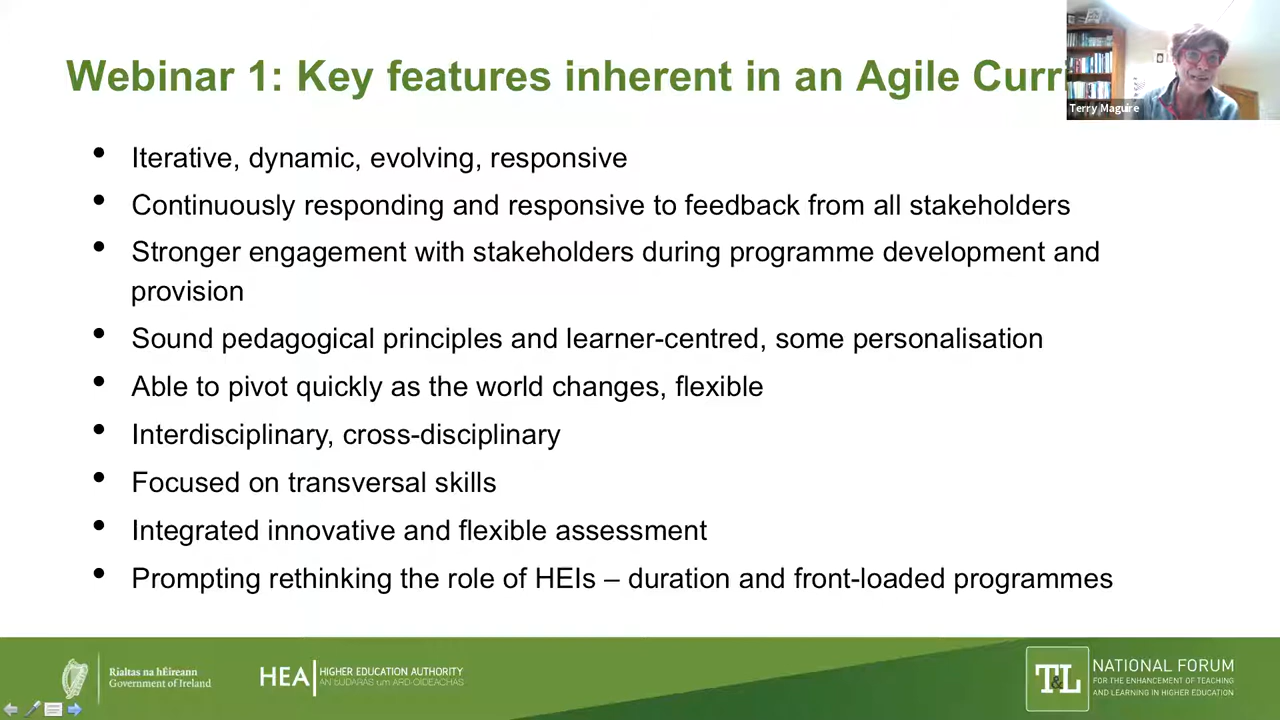 Webinar 1: Key features inherent in an Agile Curri
Terry Maguire
• Iterative, dynamic, evolving, responsive
• Continuously responding and responsive to feedback from all stakeholders
• Stronger engagement with stakeholders during programme development and
provision
• Sound pedagogical principles and learner-centred, some personalisation
• Able to pivot quickly as the world changes, flexible
• Interdisciplinary, cross-disciplinary
• Focused on transversal skills
• Integrated innovative and flexible assessment
• Prompting rethinking the role of HEIs – duration and front-loaded programmes
Rialtas na hÉireann
Government of Ireland
HEA
HIGHER EDUCATION AUTHORITY
AN tÚDARÁS um ARD-OIDEACHAS
T&L
NATIONAL FORUM
FOR THE ENHANCEMENT OF TEACHING
AND LEARNING IN HIGHER EDUCATION